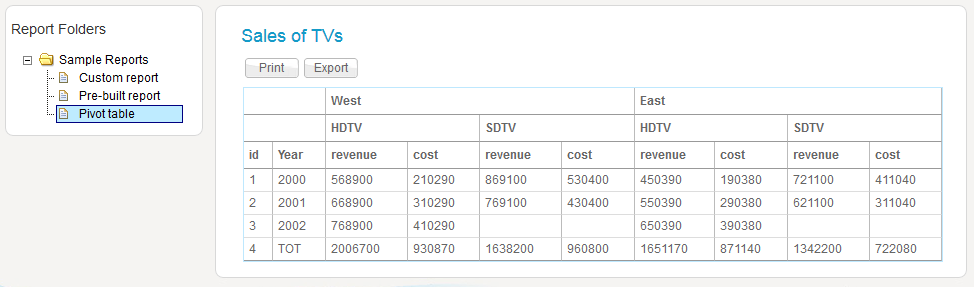 Report Folders
Sample Reports
Custom report
Pre-built report
Pivot table
Sales of TVs
Print Export
West East
HDTV SDTV HDTV SDTV
id Year revenue cost revenue cost revenue cost revenue cost
1 2000 568900 210290 869100 530400 450390 190380 721100 411040
2 2001 668900 310290 769100 430400 550390 290380 621100 311040
3 2002 768900 410290 650390 390380
4 TOT 2006700 930870 1638200 960800 1651170 871140 1342200 722080